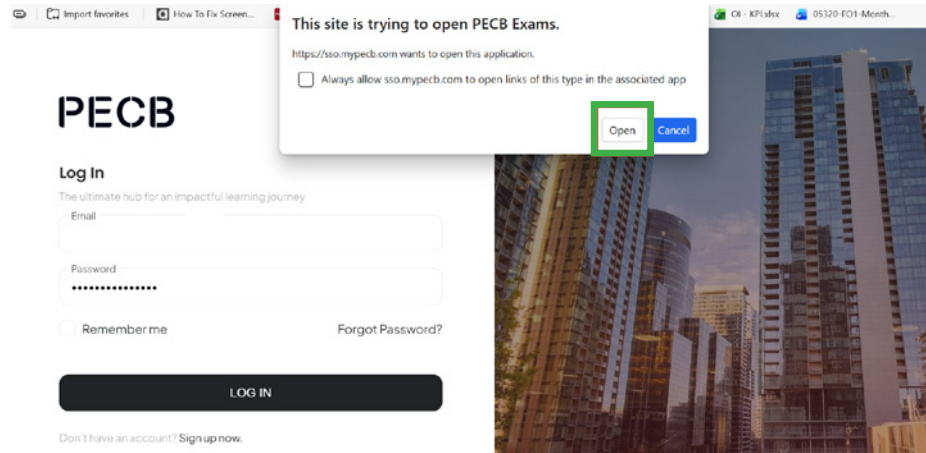 Import favorites
How To Fix Screen...
OI - KPI.xlsx
05320-FO1-Month...
This site is trying to open PECB Exams.
https://sso.mypecb.com wants to open this application.
Always allow sso.mypecb.com to open links of this type in the associated app
Open
Cancel
PECB
Log In
The ultimate hub for an impactful learning journey
Email
Password
Remember me
Forgot Password?
LOG IN
Don't have an account? Sign up now.